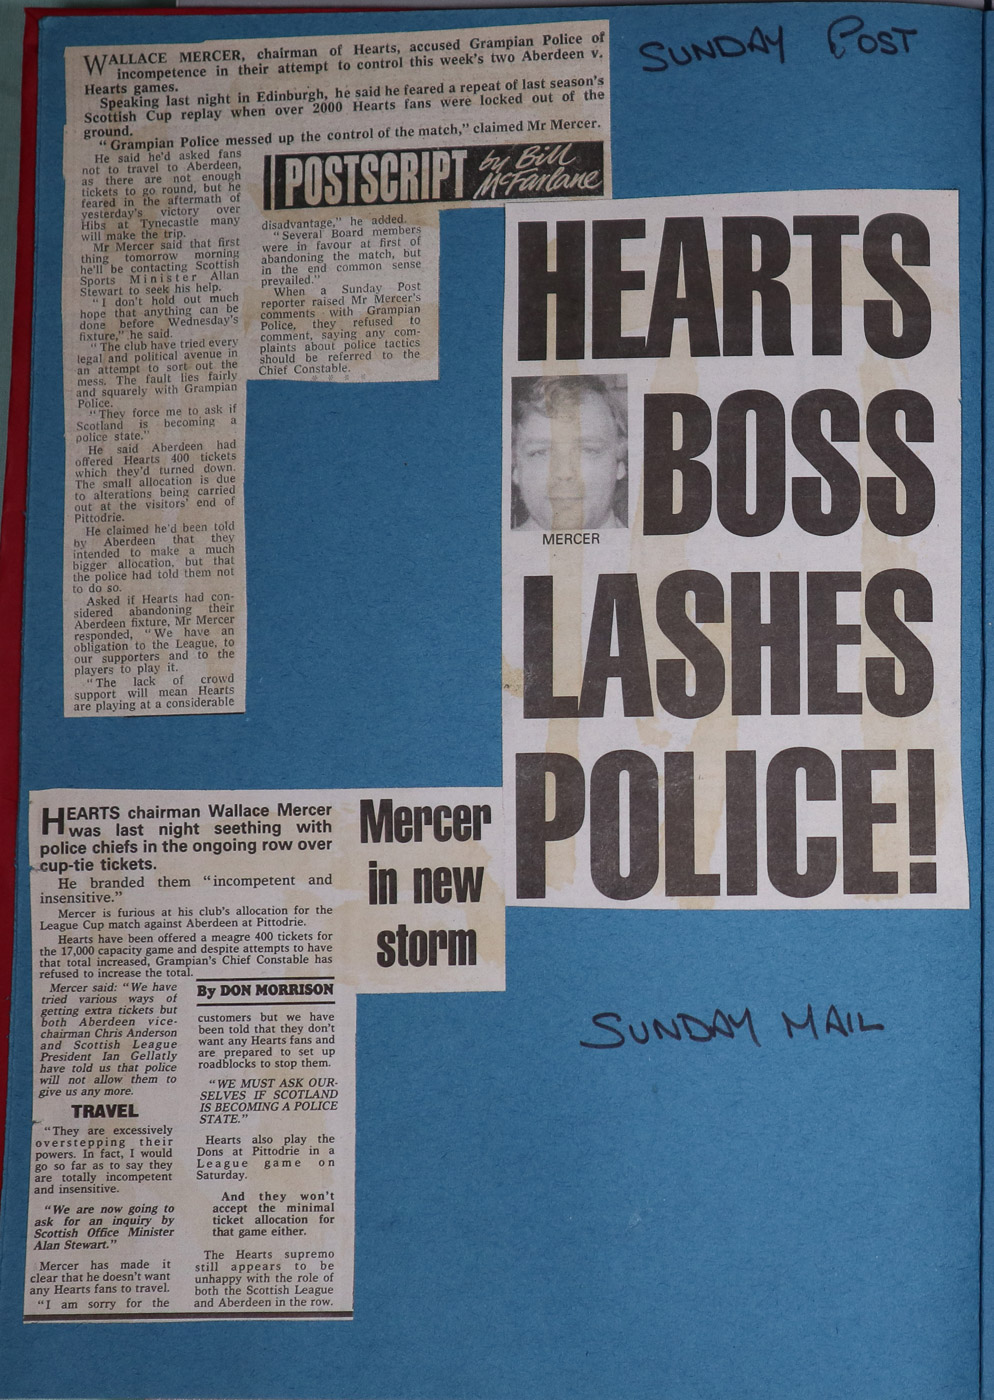 SUNDAY POST
WALLACE MERCER, chairman of Hearts, accused Grampian Police of
incompetence in their attempt to control this week's two Aberdeen v.
Hearts games.
Speaking last night in Edinburgh, he said he feared a repeat of last season's
Scottish Cup replay when over 2000 Hearts fans were locked out of the
ground.
"Grampian Police messed up the control of the match," claimed Mr Mercer.
He said he'd asked fans
not to travel to Aberdeen,
as there are not enough
tickets to go round, but he
feared in the aftermath of
yesterday's victory over
Hibs at Tynecastle many
will make the trip.
Mr Mercer said that first
thing tomorrow morning
he'll be contacting Scottish
Sports Minister Allan
Stewart to seek his help.
"I don't hold out much
hope that anything can be
done before Wednesday's
fixture," he said.
"The club have tried every
legal and political avenue in
an attempt to sort out the
mess. The fault lies fairly
and squarely with Grampian
Police.
"They force me to ask if
Scotland is becoming a
police state."
He said Aberdeen had
offered Hearts 400 tickets
which they'd turned down.
The small allocation is due
to alterations being carried
out at the visitors' end of
Pittodrie.
He claimed he'd been told
by Aberdeen that they
intended to make a much
bigger allocation, but that
the police had told them not
to do so.
Asked if Hearts had con-
sidered abandoning their
Aberdeen fixture, Mr Mercer
responded, "We have an
obligation to the League, to
our supporters and to the
players to play it.
"The lack of crowd
support will mean Hearts
are playing at a considerable
POSTSCRIPT by Bill
McFarlane
disadvantage," he added.
"Several Board members
were in favour at first of
abandoning the match, but
in the end common sense
prevailed."
When a Sunday Post
reporter raised Mr Mercer's
comments with Grampian
Police, they refused to
comment, saying any com-
plaints about police tactics
should be referred to the
Chief Constable.
HEARTS
BOSS
MERCER
LASHES
POLICE!
HEARTS chairman Wallace Mercer
was last night seething with
police chiefs in the ongoing row over
cup-tie tickets.
He branded them "incompetent and
insensitive."
Mercer is furious at his club's allocation for the
League Cup match against Aberdeen at Pittodrie.
Hearts have been offered a meagre 400 tickets for
the 17,000 capacity game and despite attempts to have
that total increased, Grampian's Chief Constable has
refused to increase the total.
Mercer
in new
storm
Mercer said: "We have
tried various ways of
getting extra tickets but
both Aberdeen vice-
chairman Chris Anderson
and Scottish League
President Ian Gellatly
have told us that police
will not allow them to
give us any more.
TRAVEL
"They are excessively
overstepping their
powers. In fact, I would
go so far as to say they
are totally incompetent
and insensitive.
"We are now going to
ask for an inquiry by
Scottish Office Minister
Alan Stewart."
Mercer has made it
clear that he doesn't want
any Hearts fans to travel.
"I am sorry for the
By DON MORRISON
customers but we have
been told that they don't
want any Hearts fans and
are prepared to set up
roadblocks to stop them.
"WE MUST ASK OUR-
SELVES IF SCOTLAND
IS BECOMING A POLICE
STATE."
Hearts also play the
Dons at Pittodrie in a
League game on
Saturday.
And they won't
accept the minimal
ticket allocation for
that game either.
The Hearts supremo
still appears to be
unhappy with the role of
both the Scottish League
and Aberdeen in the row.
SUNDAY MAIL